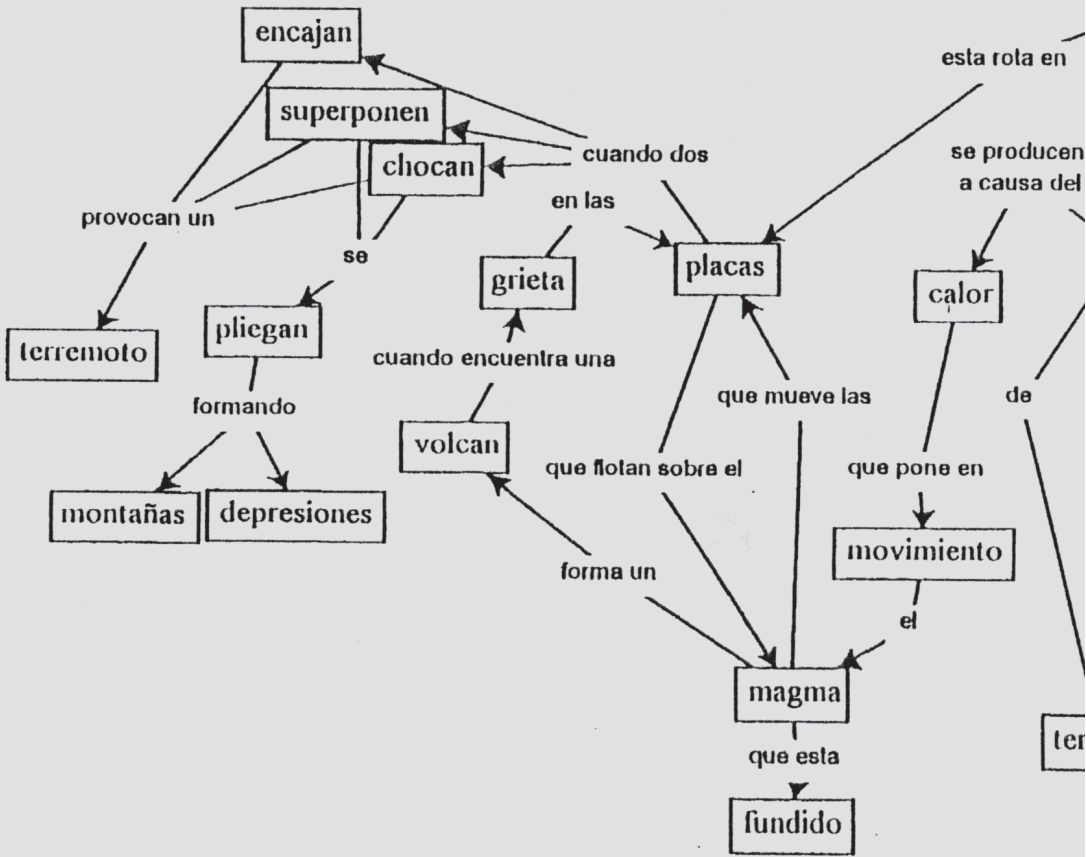 encajan
esta rota en
superponen
cuando dos
chocan
se producen
a causa del
en las
provocan un
se
grieta
placas
calor
pliegan
terremoto
cuando encuentra una
formando
que mueve las
de
volcan
que flotan sobre el
que pone en
montañas
depresiones
movimiento
forma un
el
magma
que esta
fundido